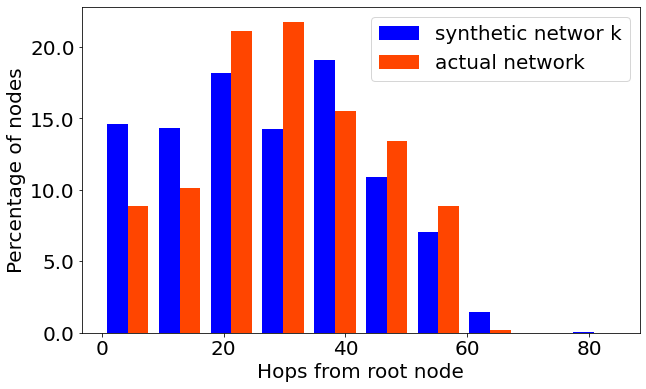 synthetic networ k
actual network
Percentage of nodes
20.0
15.0
10.0
5.0
0.0
0 20 40 60 80
Hops from root node